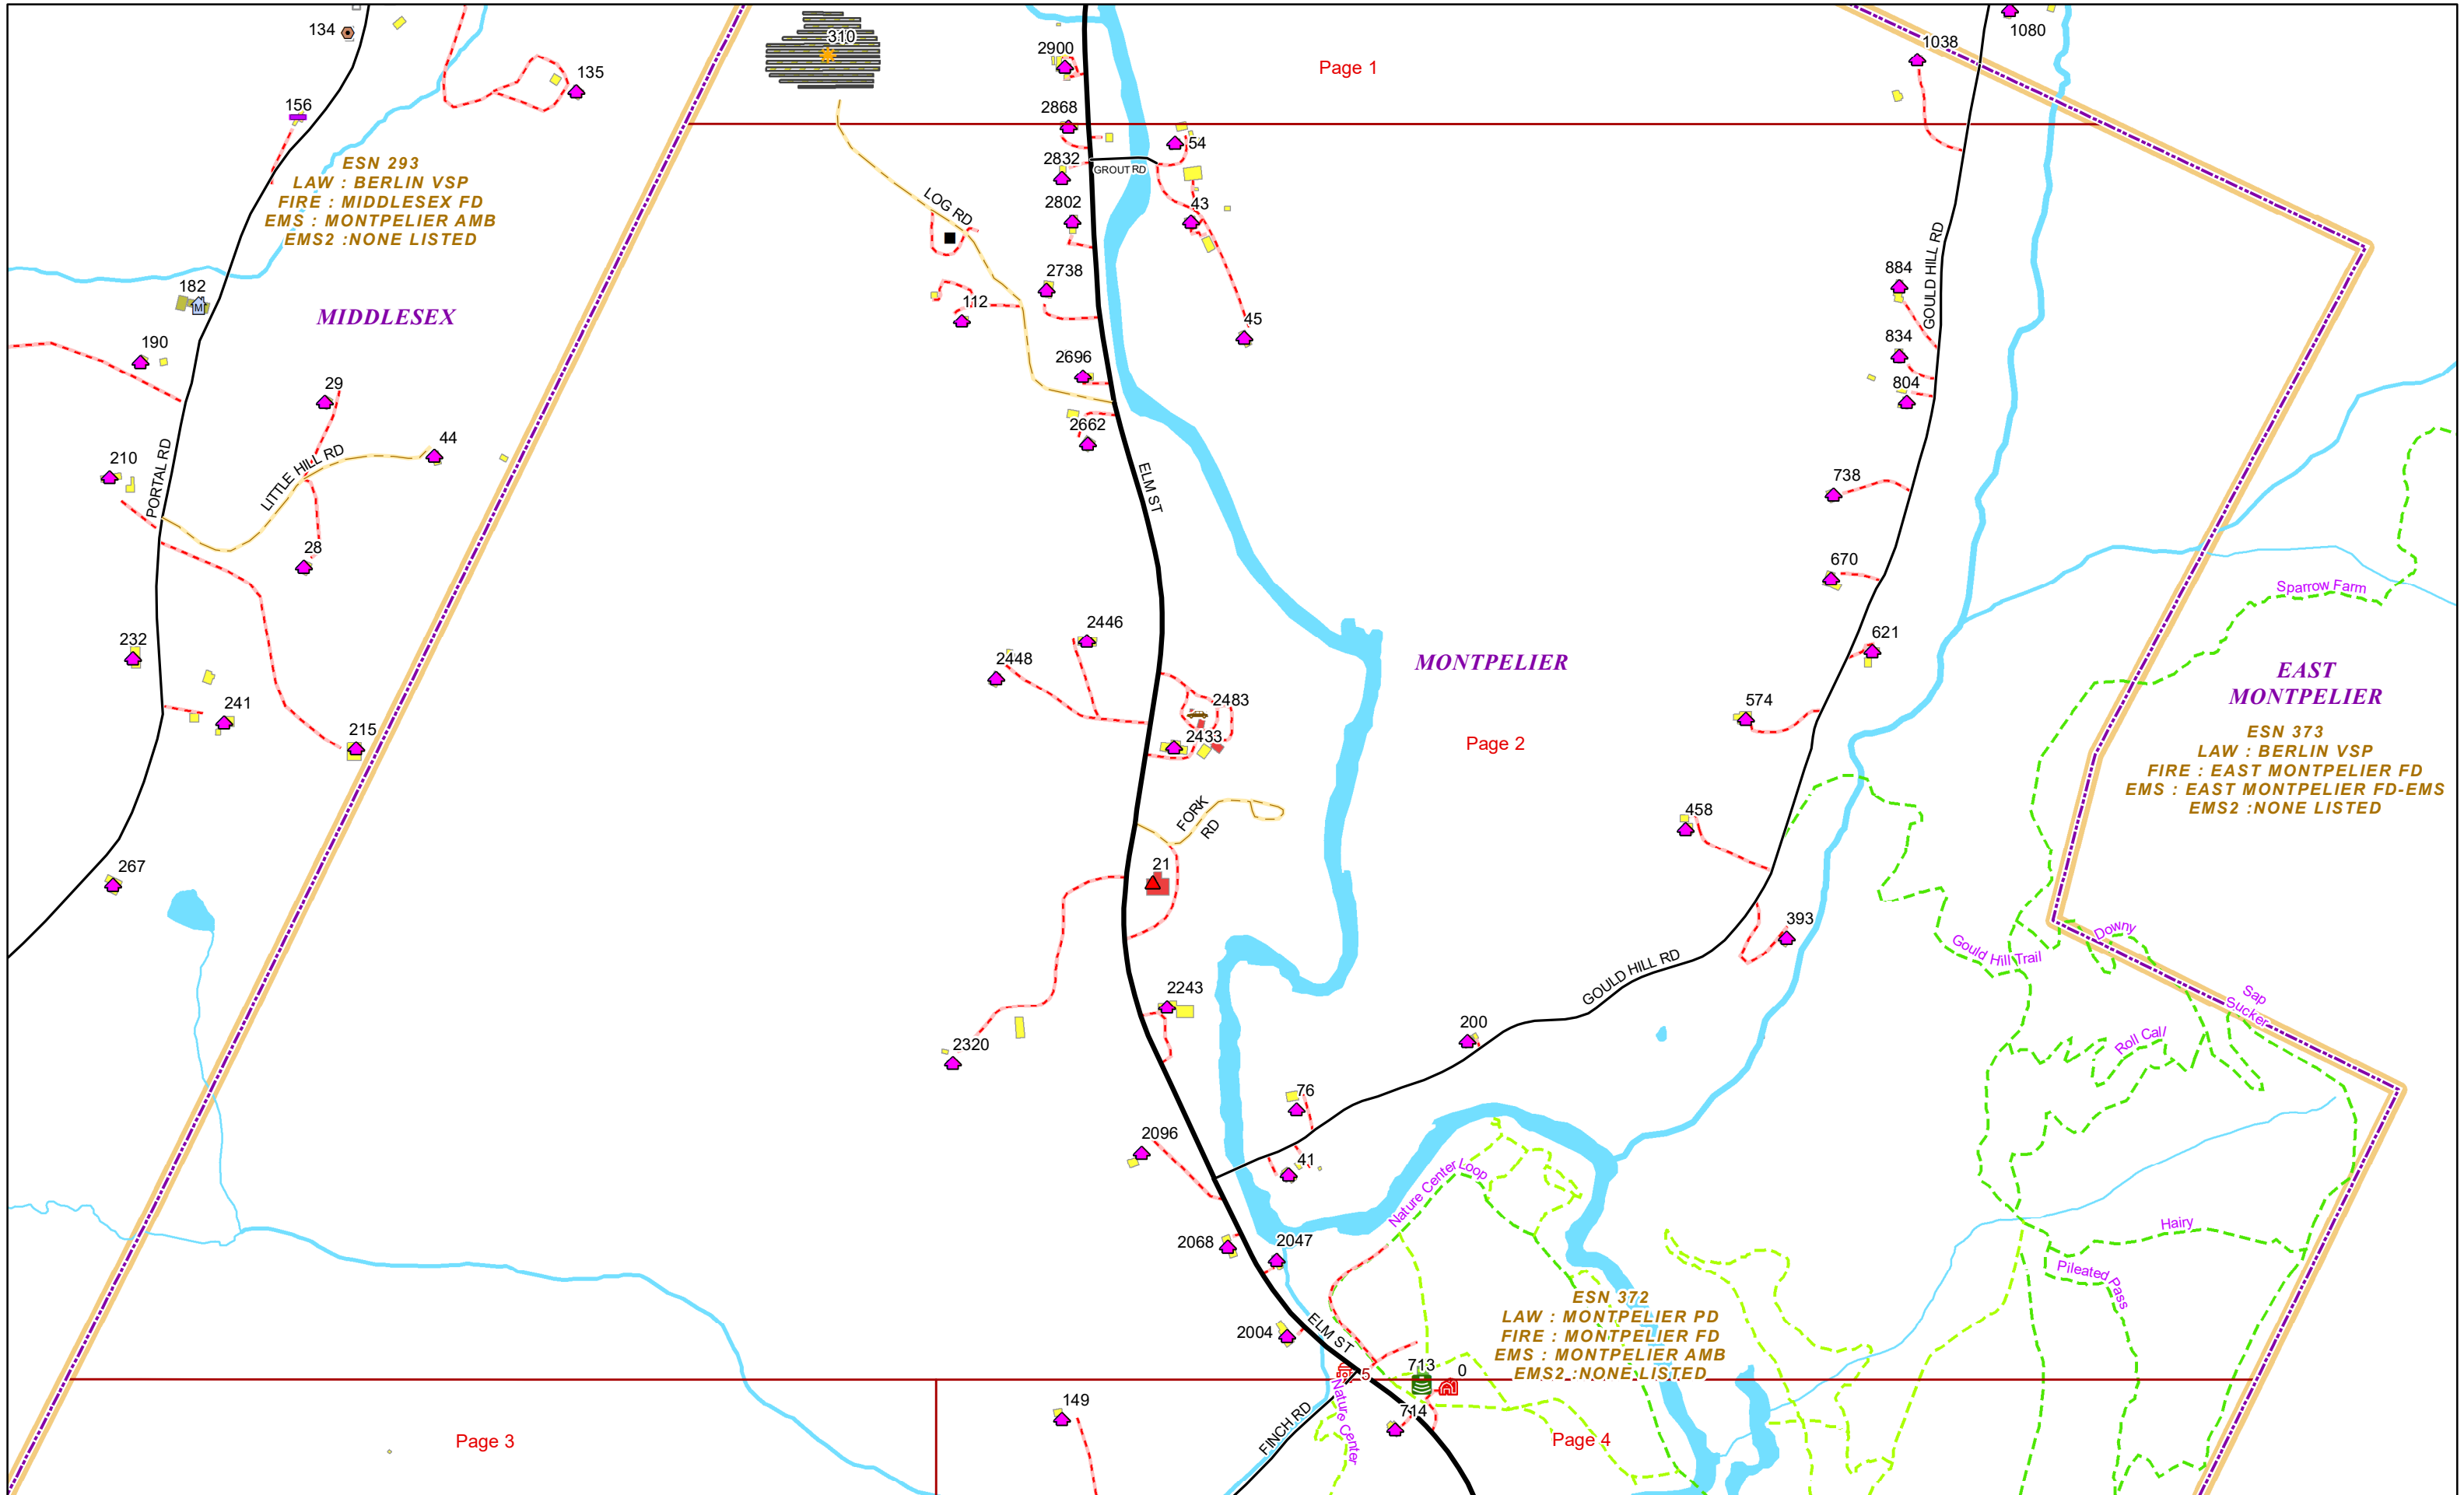 134
135
156
310
2900
Page 1
1038
1080
2868
54
2832
GROUT RD
ESN 293
LAW : BERLIN VSP
FIRE : MIDDLESEX FD
EMS : MONTPELIER AMB
EMS2 :NONE LISTED
LOG RD
2802
43
GOULD HILL RD
884
182
M
MIDDLESEX
2738
112
45
190
834
29
2696
804
44
2662
210
PORTAL RD
LITTLE HILL RD
ELM ST
738
28
670
Sparrow Farm
232
2446
2448
MONTPELIER
621
EAST
MONTPELIER
241
215
2483
2433
Page 2
574
ESN 373
LAW : BERLIN VSP
FIRE : EAST MONTPELIER FD
EMS : EAST MONTPELIER FD-EMS
EMS2 :NONE LISTED
FORK
RD
458
267
21
393
Downy
Gould Hill Trail
GOULD HILL RD
2243
Sap
Sucker
200
2320
Roll Call
76
2096
41
Nature Center Loop
2068
2047
Hairy
Pileated Pass
ESN 372
LAW : MONTPELIER PD
FIRE : MONTPELIER FD
EMS : MONTPELIER AMB
EMS2 :NONE LISTED
2004
ELM ST
5
713
0
149
FINCH RD
Nature Center
714
Page 3
Page 4